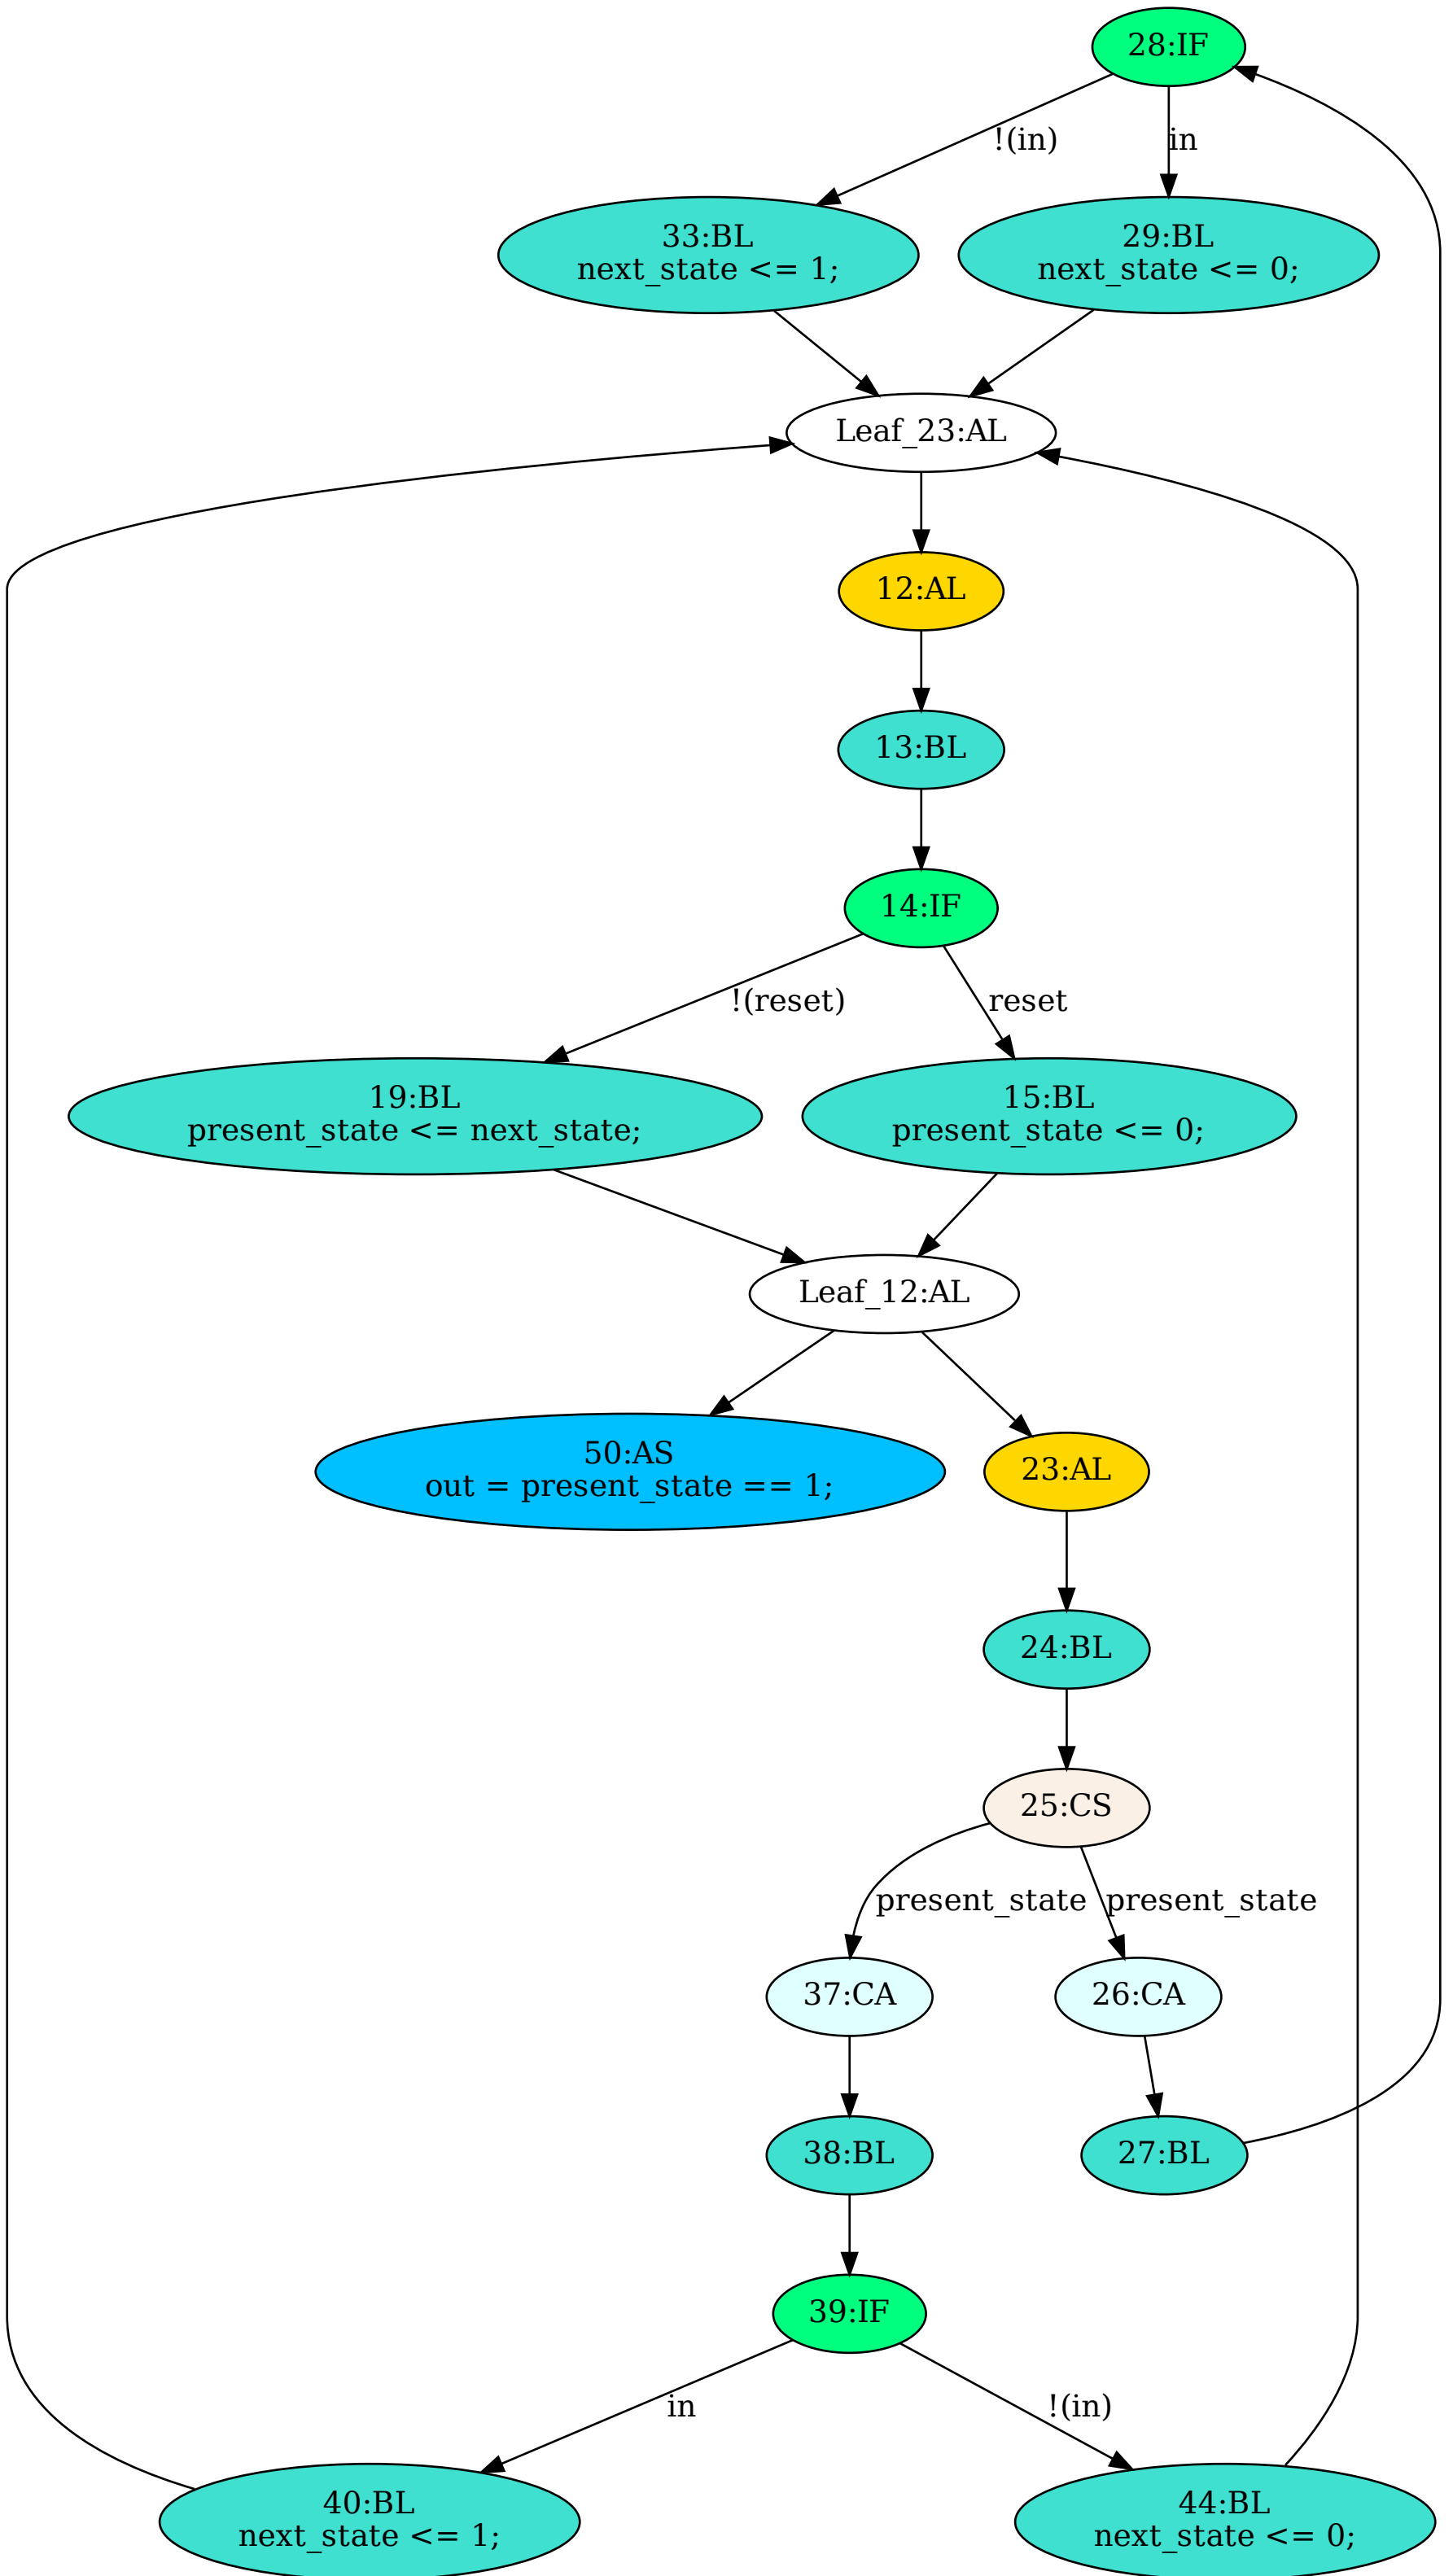 28:IF
!(in)
in
33:BL
next_state <= 1;
29:BL
next_state <= 0;
Leaf_23:AL
12:AL
13:BL
14:IF
!(reset)
reset
19:BL
present_state <= next_state;
15:BL
present_state <= 0;
Leaf_12:AL
50:AS
out = present_state == 1;
23:AL
24:BL
25:CS
present_state
present_state
37:CA
26:CA
38:BL
27:BL
39:IF
in
!(in)
40:BL
next_state <= 1;
44:BL
next_state <= 0;